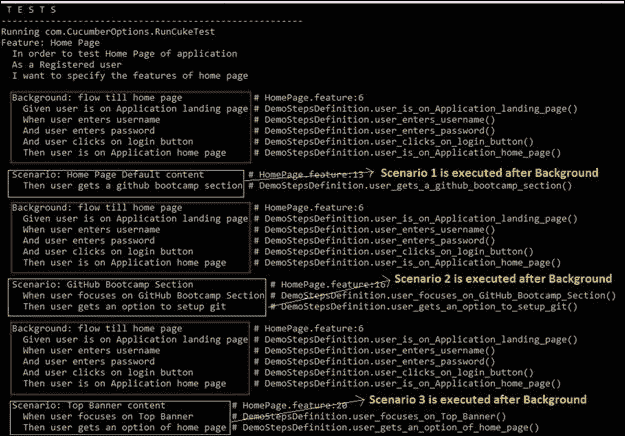 T E S T S
-------------------------------------------------------
Running com.CucumberOptions.RunCukeTest
Feature: Home Page
In order to test Home Page of application
As a Registered user
I want to specify the features of home page
Background: flow till home page # HomePage.feature:6
Given user is on Application landing page # DemoStepsDefinition.user_is_on_Application_landing_page()
When user enters username # DemoStepsDefinition.user_enters_username()
And user enters password # DemoStepsDefinition.user_enters_password()
And user clicks on login button # DemoStepsDefinition.user_clicks_on_login_button()
Then user is on Application home page # DemoStepsDefinition.user_is_on_Application_home_page()
Scenario: Home Page Default content # HomePage.feature:13 Scenario 1 is executed after Background
Then user gets a github bootcamp section # DemoStepsDefinition.user_gets_a_github_bootcamp_section()
Background: flow till home page # HomePage.feature:6
Given user is on Application landing page # DemoStepsDefinition.user_is_on_Application_landing_page()
When user enters username # DemoStepsDefinition.user_enters_username()
And user enters password # DemoStepsDefinition.user_enters_password()
And user clicks on login button # DemoStepsDefinition.user_clicks_on_login_button()
Then user is on Application home page # DemoStepsDefinition.user_is_on_Application_home_page()
Scenario: GitHub Bootcamp Section # HomePage.feature:16 Scenario 2 is executed after Background
When user focuses on GitHub Bootcamp Section # DemoStepsDefinition.user_focuses_on_GitHub_Bootcamp_Section()
Then user gets an option to setup git # DemoStepsDefinition.user_gets_an_option_to_setup_git()
Background: flow till home page # HomePage.feature:6
Given user is on Application landing page # DemoStepsDefinition.user_is_on_Application_landing_page()
When user enters username # DemoStepsDefinition.user_enters_username()
And user enters password # DemoStepsDefinition.user_enters_password()
And user clicks on login button # DemoStepsDefinition.user_clicks_on_login_button()
Then user is on Application home page # DemoStepsDefinition.user_is_on_Application_home_page()
Scenario: Top Banner content # HomePage.feature:20 Scenario 3 is executed after Background
When user focuses on Top Banner # DemoStepsDefinition.user_focuses_on_Top_Banner()
Then user gets an option of home page # DemoStepsDefinition.user_gets_an_option_of_home_page()